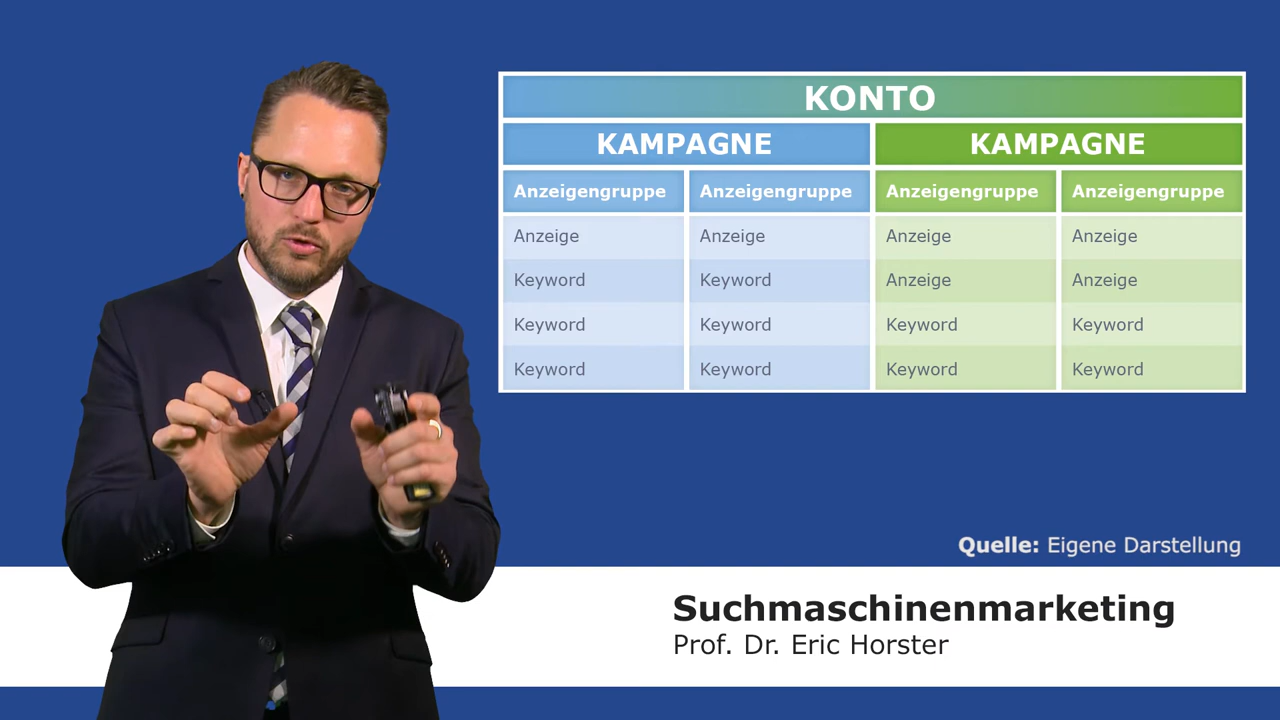 KONTO
KAMPAGNE KAMPAGNE
Anzeigengruppe Anzeigengruppe Anzeigengruppe Anzeigengruppe
Anzeige Anzeige Anzeige Anzeige
Keyword Keyword Anzeige Anzeige
Keyword Keyword Keyword Keyword
Keyword Keyword Keyword Keyword
Quelle: Eigene Darstellung
Suchmaschinenmarketing
Prof. Dr. Eric Horster